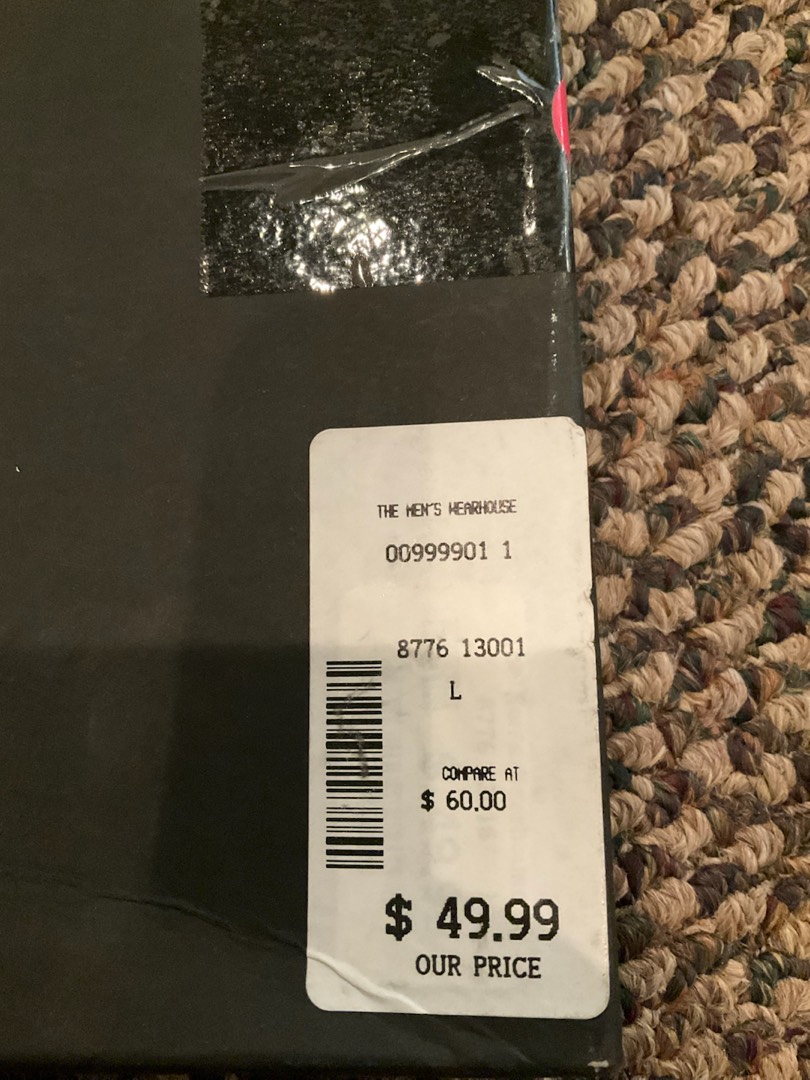 THE MEN'S WEARHOUSE
00999901 1
8776 13001
L
COMPARE AT
$ 60.00
$ 49.99
OUR PRICE